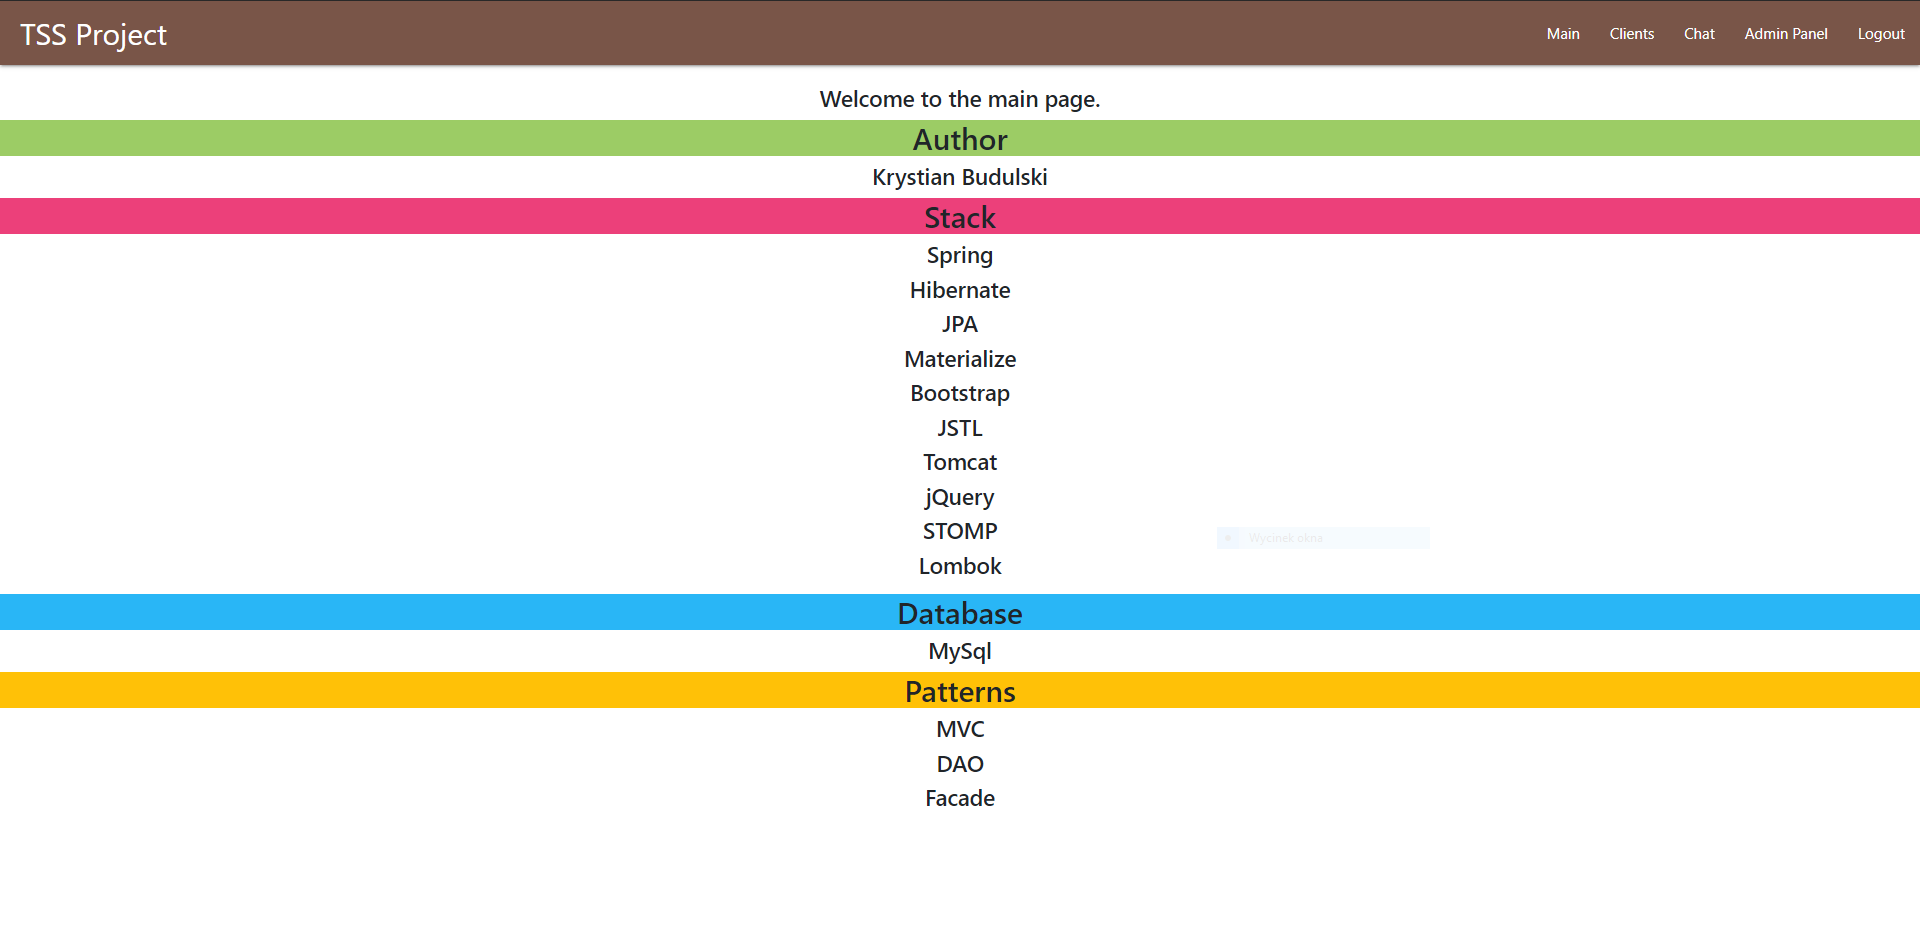 TSS Project
Main Clients Chat Admin Panel Logout
Welcome to the main page.
Author
Krystian Budulski
Stack
Spring
Hibernate
JPA
Materialize
Bootstrap
JSTL
Tomcat
jQuery
STOMP
Wycinek okna
Lombok
Database
MySql
Patterns
MVC
DAO
Facade